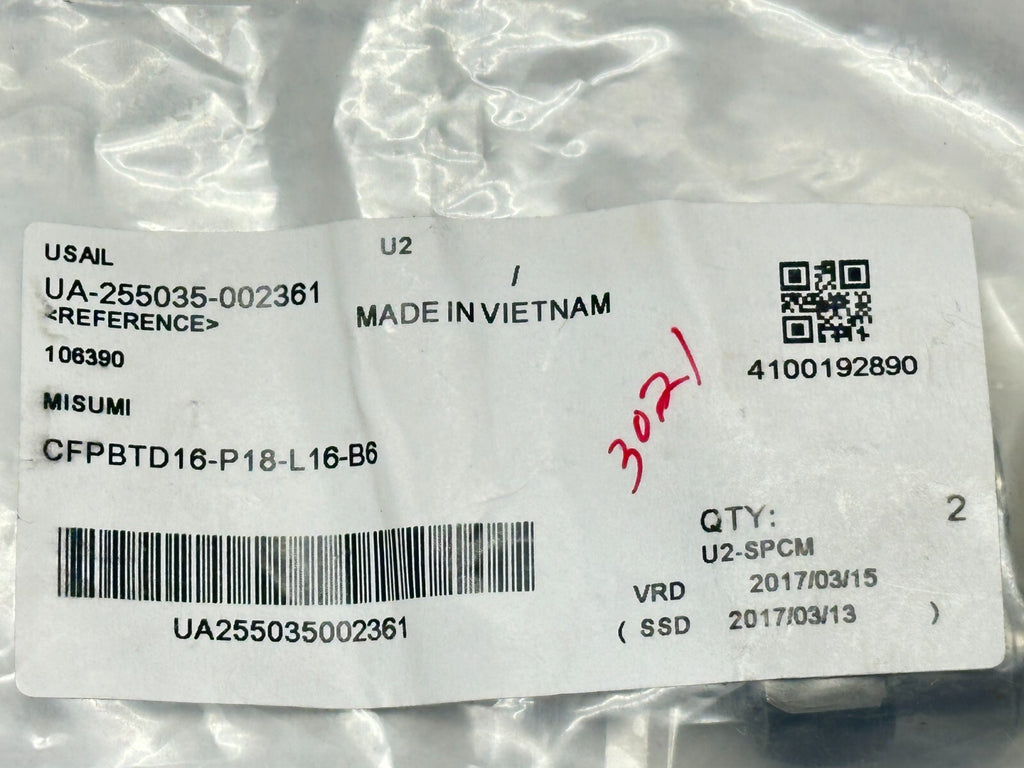 USAIL
U2
UA-255035-002361
/
<REFERENCE>
MADE IN VIETNAM
106390
4100192890
MISUMI
3021
CFPBTD16-P18-L16-B6
QTY: 2
U2-SPCM
VRD 2017/03/15
( SSD 2017/03/13 )
UA255035002361